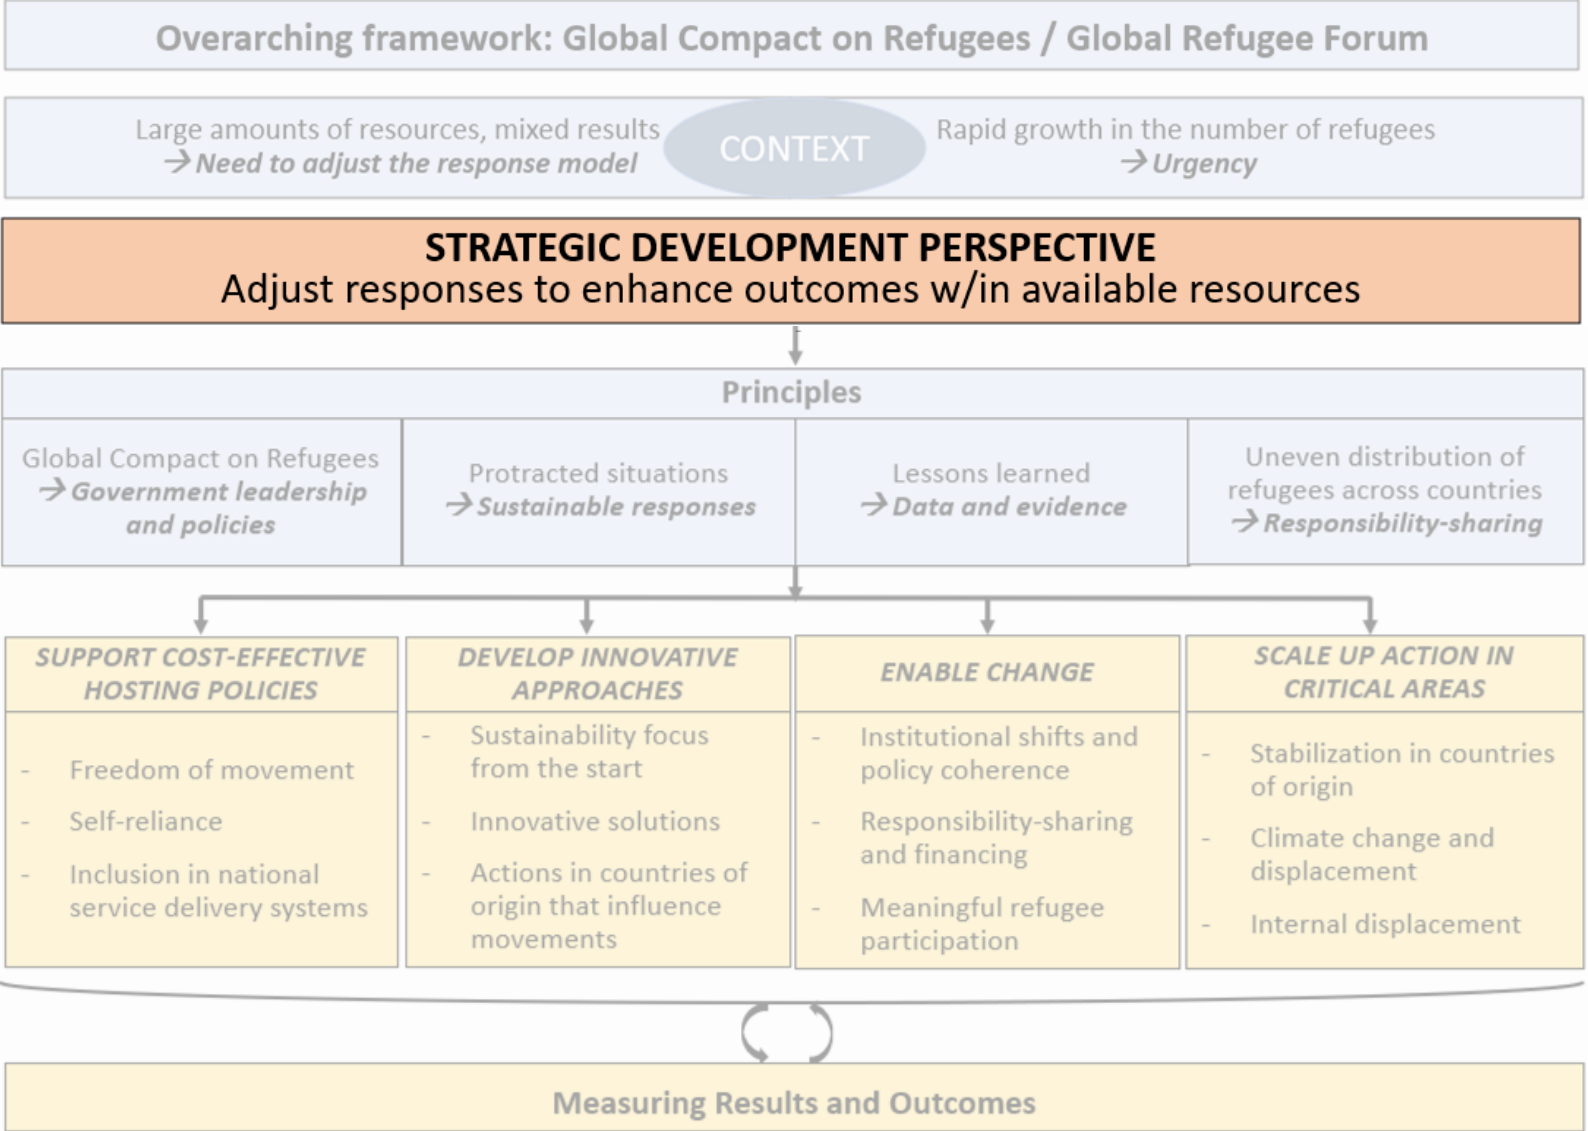 Overarching framework: Global Compact on Refugees / Global Refugee Forum
Large amounts of resources, mixed results
→ Need to adjust the response model
CONTEXT
Rapid growth in the number of refugees
→ Urgency
STRATEGIC DEVELOPMENT PERSPECTIVE
Adjust responses to enhance outcomes w/in available resources
Principles
Global Compact on Refugees
→ Government leadership
and policies
Protracted situations
→ Sustainable responses
Lessons learned
→ Data and evidence
Uneven distribution of
refugees across countries
→ Responsibility-sharing
SUPPORT COST-EFFECTIVE
HOSTING POLICIES
- Freedom of movement
- Self-reliance
- Inclusion in national
service delivery systems
DEVELOP INNOVATIVE
APPROACHES
- Sustainability focus
from the start
- Innovative solutions
- Actions in countries of
origin that influence
movements
ENABLE CHANGE
- Institutional shifts and
policy coherence
- Responsibility-sharing
and financing
- Meaningful refugee
participation
SCALE UP ACTION IN
CRITICAL AREAS
- Stabilization in countries
of origin
- Climate change and
displacement
- Internal displacement
Measuring Results and Outcomes